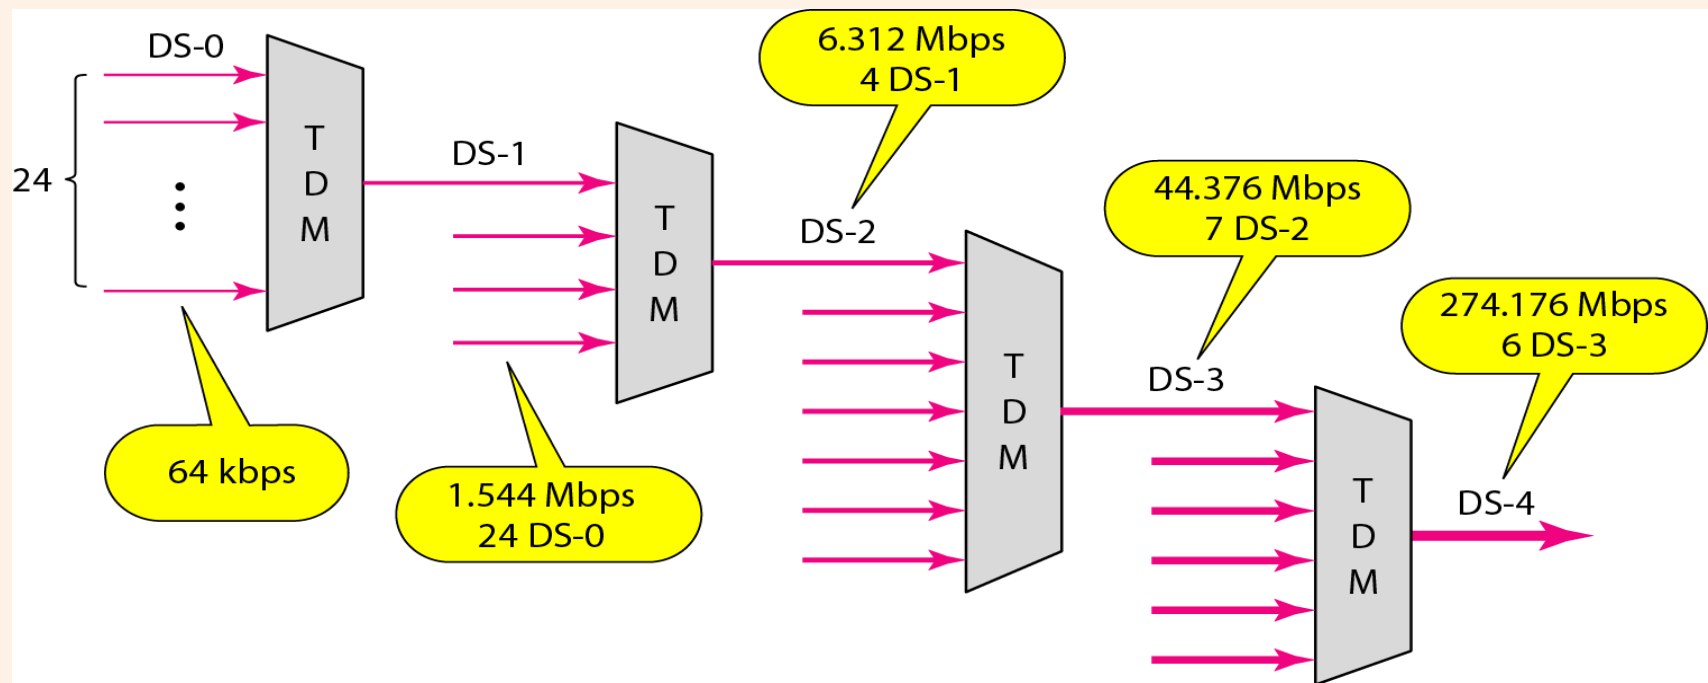 DS-0
24
T
D
M
64 kbps
DS-1
1.544 Mbps
24 DS-0
T
D
M
6.312 Mbps
4 DS-1
DS-2
T
D
M
44.376 Mbps
7 DS-2
DS-3
T
D
M
274.176 Mbps
6 DS-3
DS-4